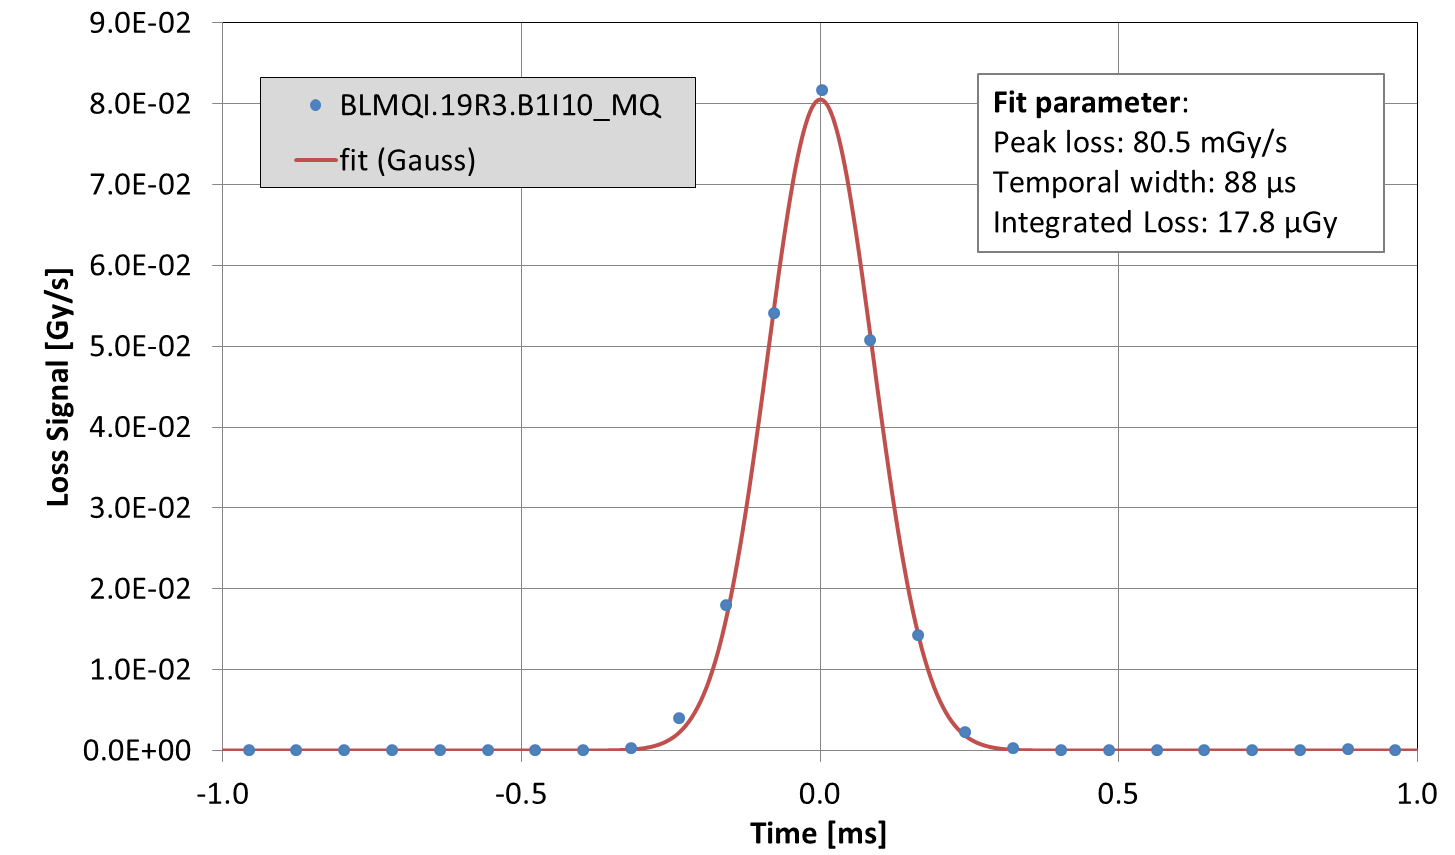 9.0E-02
8.0E-02
7.0E-02
6.0E-02
5.0E-02
4.0E-02
3.0E-02
2.0E-02
1.0E-02
0.0E+00
Loss Signal [Gy/s]
BLMQI.19R3.B1I10_MQ
fit (Gauss)
Fit parameter:
Peak loss: 80.5 mGy/s
Temporal width: 88 µs
Integrated Loss: 17.8 µGy
-1.0 -0.5 0.0 0.5 1.0
Time [ms]